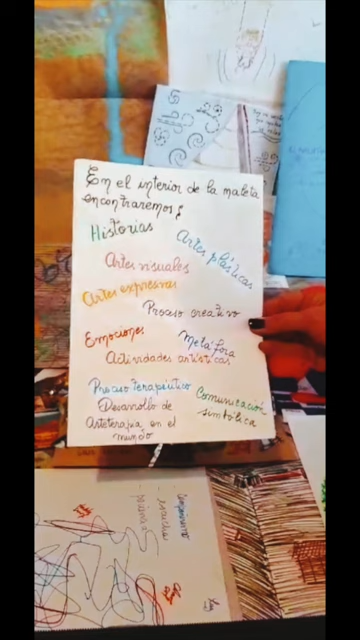 En el interior de la maleta
encontraremos:
Historias
Artes plásticas
Artes visuales
Artes expresivas
Proceso creativo
Emociones
Metáfora
Actividades artísticas
Proceso terapéutico
Comunicación
simbólica
Desarrollo de
Arteterapia en el
mundo
escucha